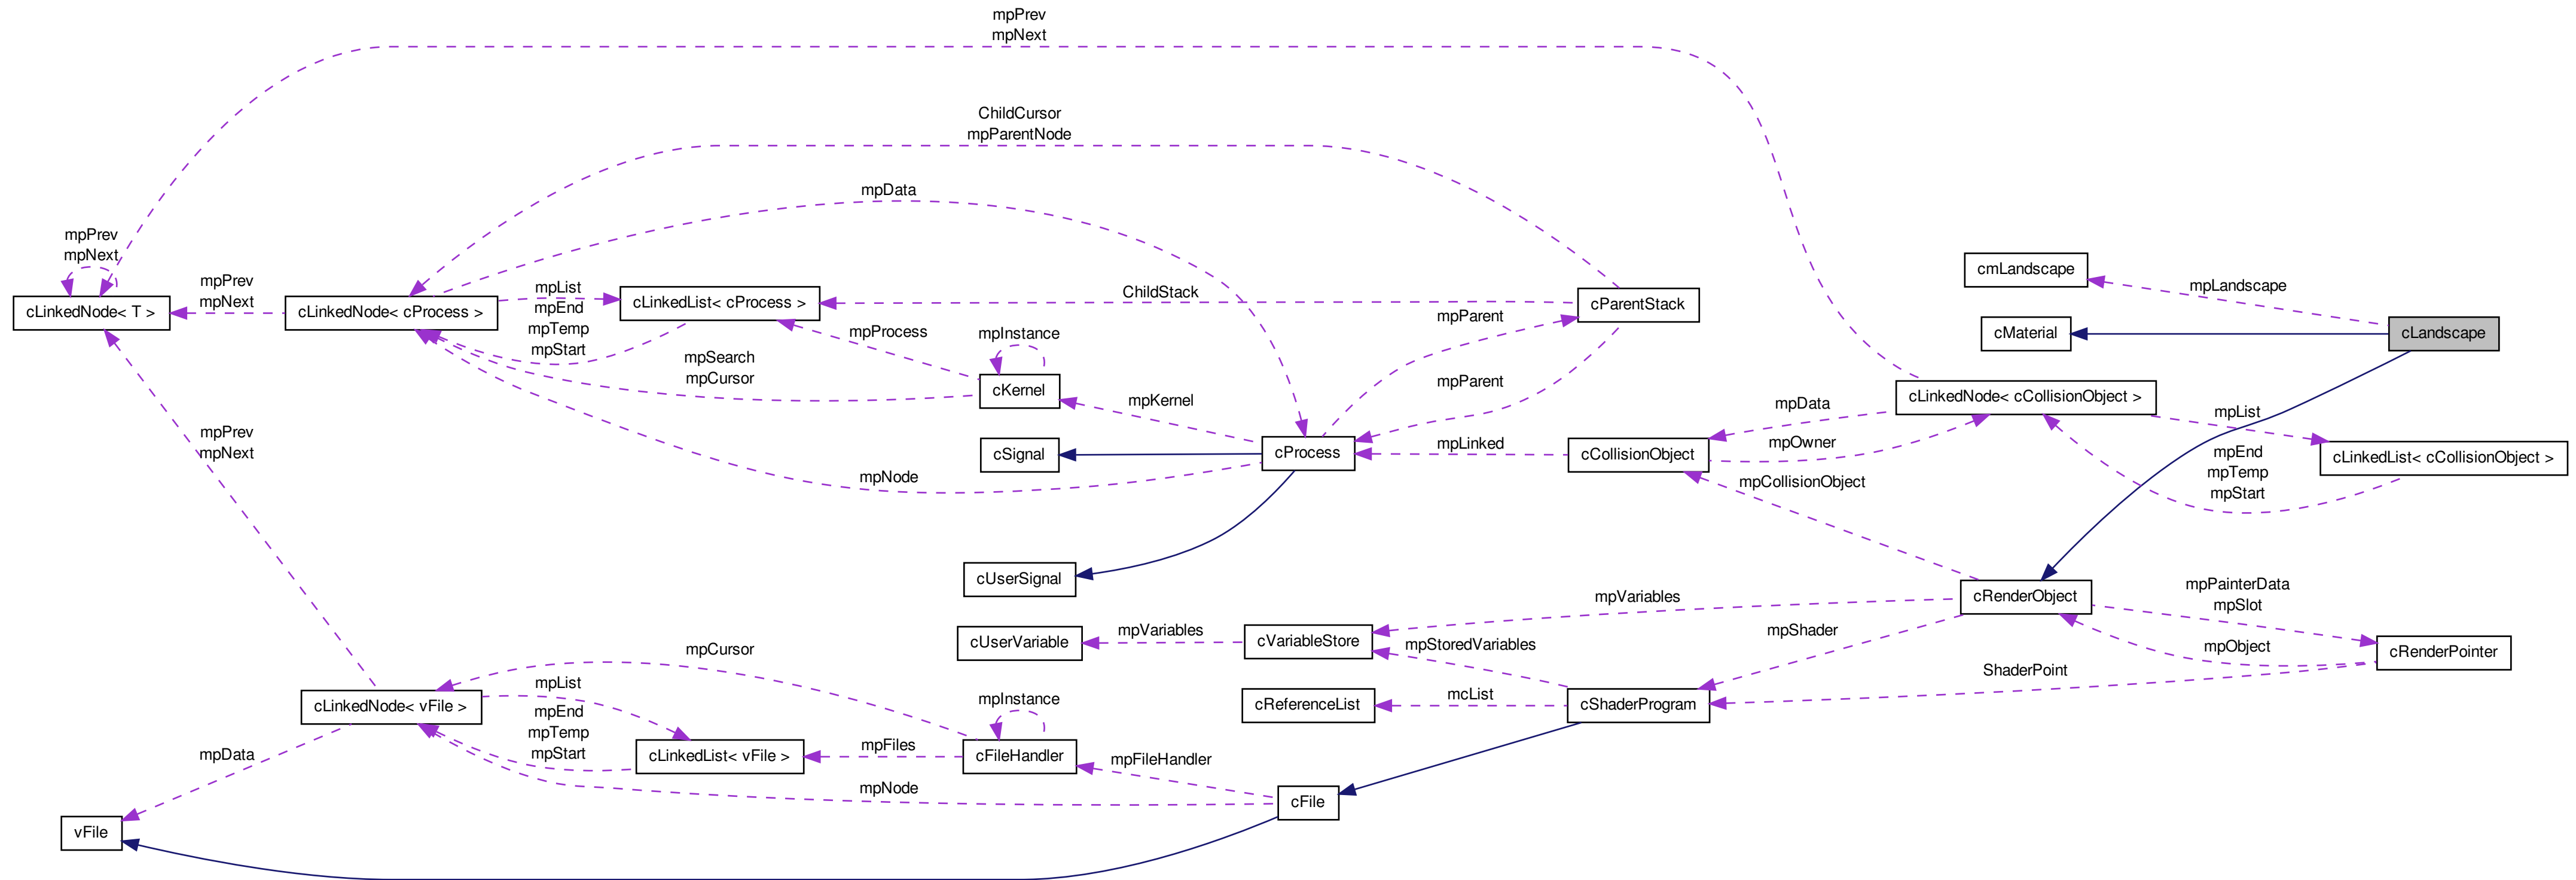 mpPrev
mpNext
ChildCursor
mpParentNode
mpData
mpPrev
mpNext
cLinkedNode< T >
mpPrev
mpNext
cLinkedNode< cProcess >
mpList
mpEnd
mpTemp
mpStart
cLinkedList< cProcess >
ChildStack
cParentStack
cmLandscape
mpLandscape
cLandscape
cMaterial
mpProcess
mpInstance
mpParent
mpSearch
mpCursor
cKernel
mpKernel
mpParent
cLinkedNode< cCollisionObject >
mpData
mpList
mpPrev
mpNext
cSignal
cProcess
mpLinked
cCollisionObject
mpOwner
cLinkedList< cCollisionObject >
mpEnd
mpTemp
mpStart
mpNode
mpCollisionObject
cUserSignal
mpVariables
cRenderObject
mpPainterData
mpSlot
cUserVariable
mpVariables
cVariableStore
mpStoredVariables
mpShader
mpObject
cRenderPointer
ShaderPoint
mpCursor
cLinkedNode< vFile >
mpList
mpEnd
mpTemp
mpStart
mpInstance
cReferenceList
mcList
cShaderProgram
mpData
cLinkedList< vFile >
mpFiles
cFileHandler
mpFileHandler
mpNode
cFile
vFile